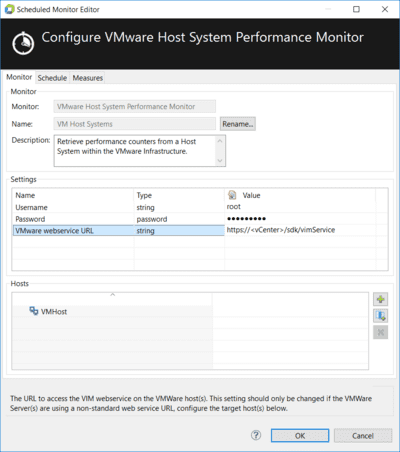 Scheduled Monitor Editor
Configure VMware Host System Performance Monitor
Monitor Schedule Measures
Monitor
Monitor: VMware Host System Performance Monitor
Name: VM Host Systems Rename...
Description: Retrieve performance counters from a Host
System within the VMware Infrastructure.
Settings
Name Type Value
Username string root
Password password ●●●●●●●●●
VMware webservice URL string https://<vCenter>/sdk/vimService
Hosts
VMHost
The URL to access the VIM webservice on the VMWare host(s). This setting should only be changed if the VMWare
Server(s) are using a non-standard web service URL, configure the target host(s) below.
OK Cancel